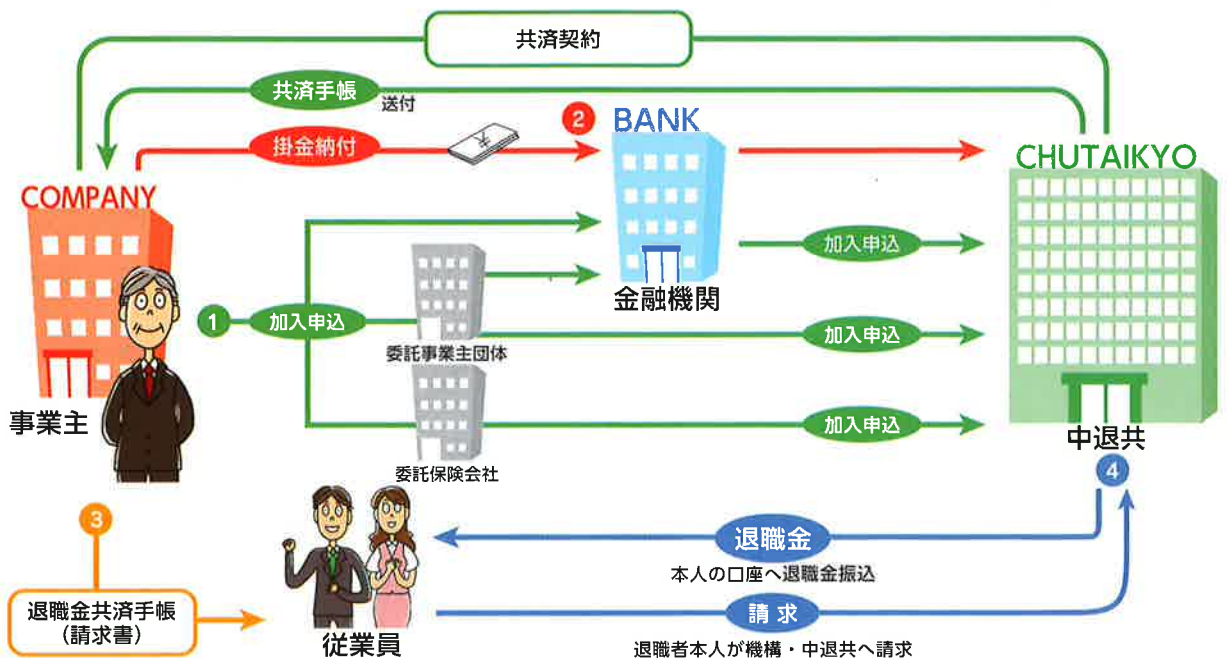 共済契約
共済手帳
送付
掛金納付
¥
2
BANK
CHUTAIKYO
COMPANY
加入申込
1
加入申込
金融機関
加入申込
委託事業主団体
事業主
加入申込
中退共
委託保険会社
4
3
退職金
本人の口座へ退職金振込
退職金共済手帳
(請求書)
請 求
従業員
退職者本人が機構・中退共へ請求